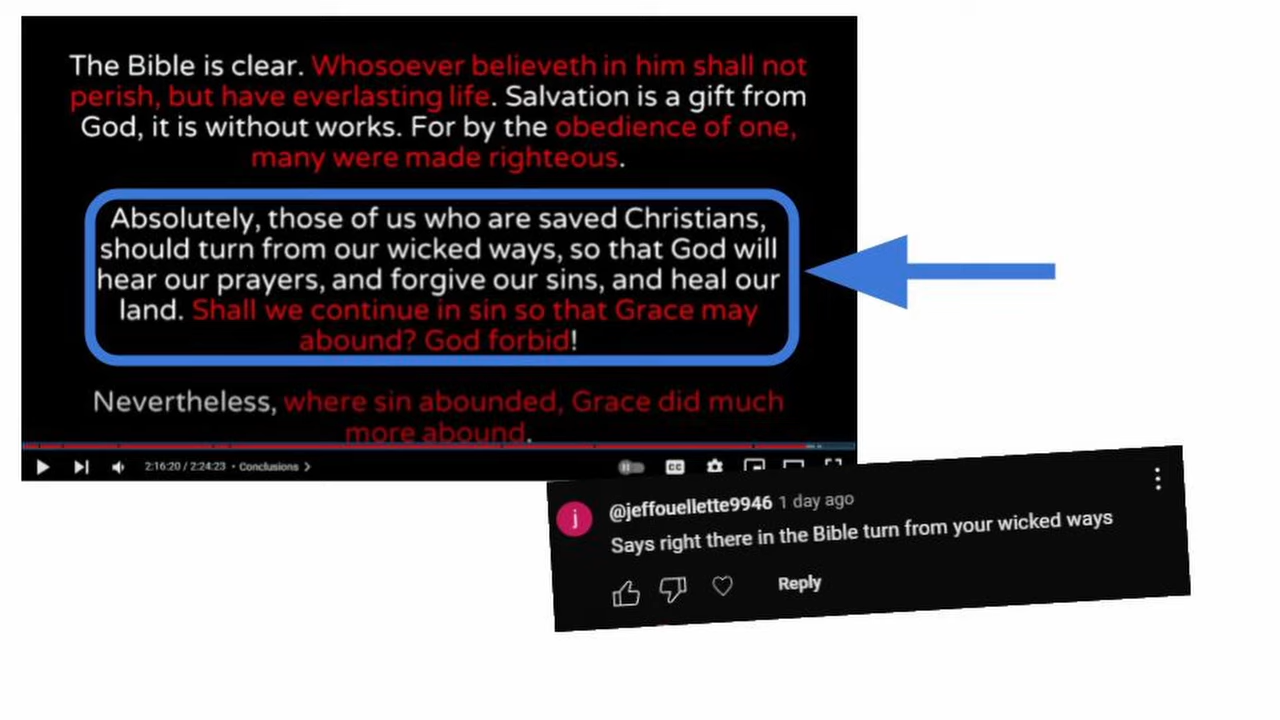 The Bible is clear. Whosoever believeth in him shall not
perish, but have everlasting life. Salvation is a gift from
God, it is without works. For by the obedience of one,
many were made righteous.
Absolutely, those of us who are saved Christians,
should turn from our wicked ways, so that God will
hear our prayers, and forgive our sins, and heal our
land. Shall we continue in sin so that Grace may
abound? God forbid!
Nevertheless, where sin abounded, Grace did much
more abound.
2:16:20 / 2:24:23 • Conclusions >
CC
j
@jeffouellette9946 1 day ago
Says right there in the Bible turn from your wicked ways
Reply